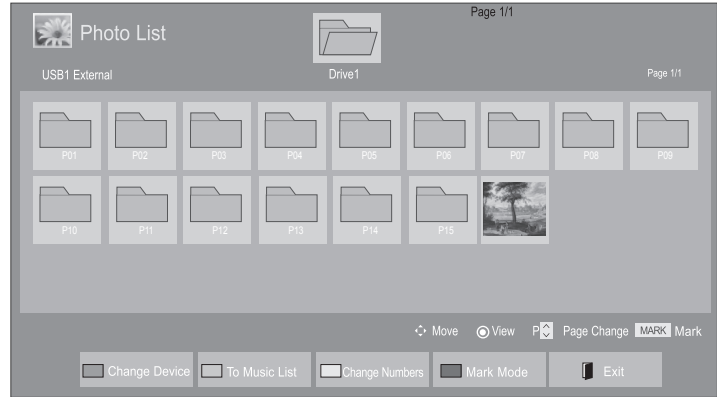 Page 1/1
Photo List
USB1 External
Drive1
Page 1/1
P01 P02 P03 P04 P05 P06 P07 P08 P09
P10 P11 P12 P13 P14 P15
Move View P Page Change MARK Mark
Change Device To Music List Change Numbers Mark Mode Exit